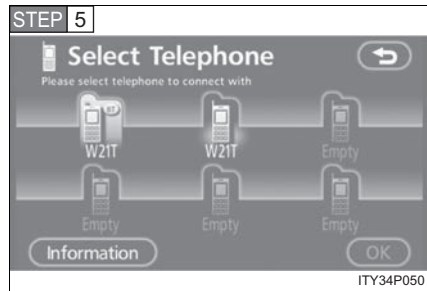 STEP 5
Select Telephone
Please select telephone to connect with
BT
W21T W21T Empty
Empty Empty Empty
Information OK
ITY34P050